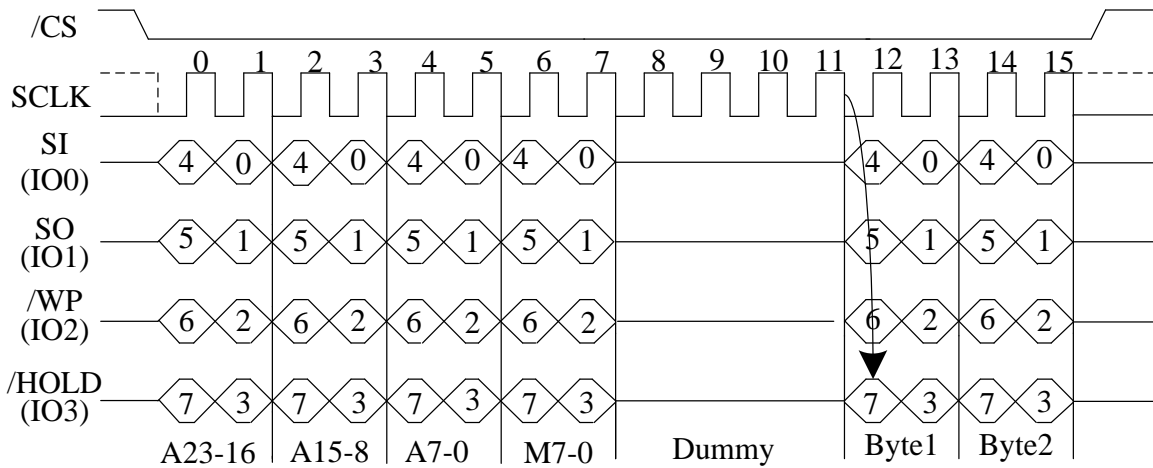 /CS
0 1 2 3 4 5 6 7 8 9 10 11 12 13 14 15
SCLK
SI
(IO0)
4 0 4 0 4 0 4 0 4 0 4 0
SO
(IO1)
5 1 5 1 5 1 5 1 5 1 5 1
/WP
(IO2)
6 2 6 2 6 2 6 2 6 2 6 2
/HOLD
(IO3)
7 3 7 3 7 3 7 3 7 3 7 3
A23-16 A15-8 A7-0 M7-0 Dummy Byte1 Byte2